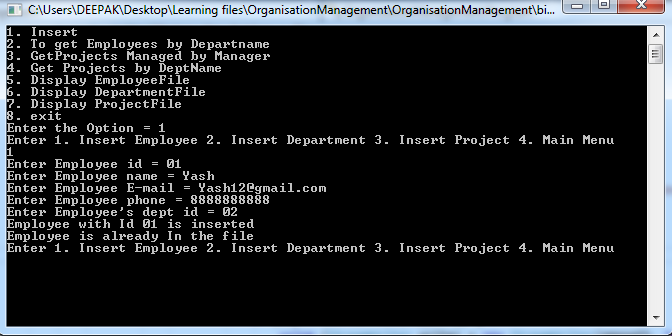 C:\Users\DEEPAK\Desktop\Learning files\OrganisationManagement\OrganisationManagement\bi...
1. Insert
2. To get Employees by Departname
3. GetProjects Managed by Manager
4. Get Projects by DeptName
5. Display EmployeeFile
6. Display DepartmentFile
7. Display ProjectFile
8. exit
Enter the Option = 1
Enter 1. Insert Employee 2. Insert Department 3. Insert Project 4. Main Menu
1
Enter Employee id = 01
Enter Employee name = Yash
Enter Employee E-mail = Yash12@gmail.com
Enter Employee phone = 8888888888
Enter Employee's dept id = 02
Employee with Id 01 is inserted
Employee is already In the file
Enter 1. Insert Employee 2. Insert Department 3. Insert Project 4. Main Menu